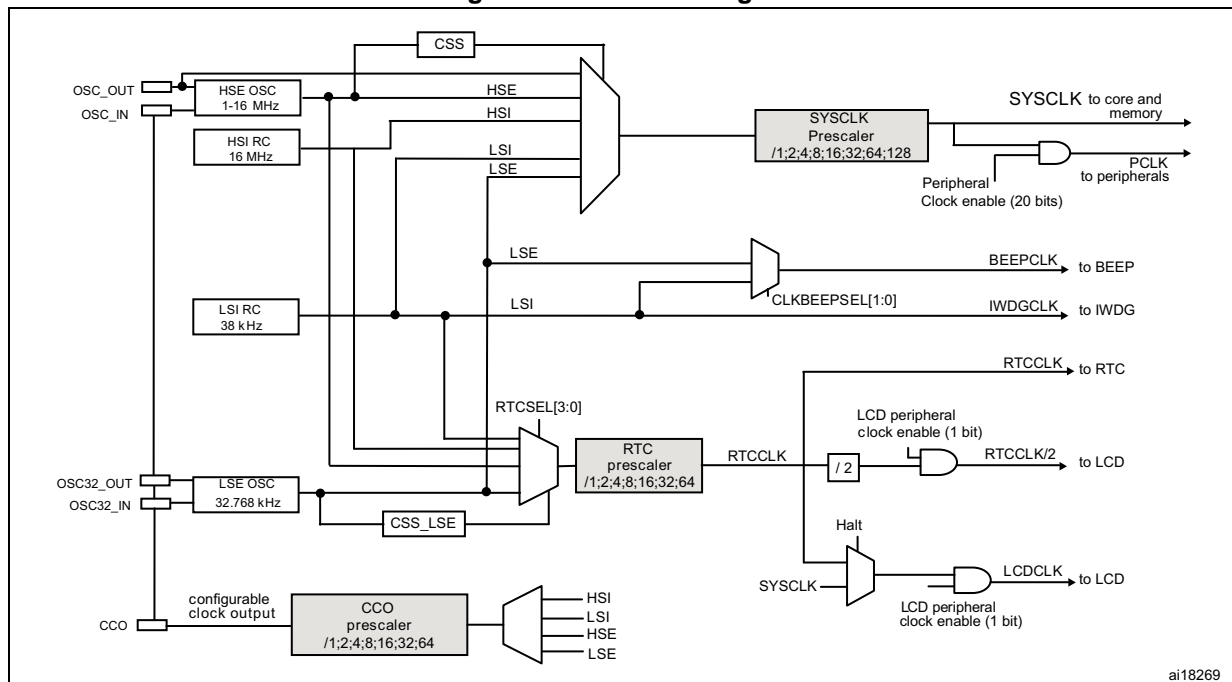 CSS
OSC_OUT
HSE OSC
1-16 MHz
OSC_IN
HSE
HSI RC
16 MHz
HSI
LSI
LSE
SYSCLK
Prescaler
/1;2;4;8;16;32;64;128
SYSCLK to core and
memory
PCLK
to peripherals
Peripheral
Clock enable (20 bits)
LSE
BEEPCLK to BEEP
CLKBEEPSEL[1:0]
LSI RC
38 kHz
LSI
IWDGCLK to IWDG
RTCCLK to RTC
RTCSEL[3:0]
LCD peripheral
clock enable (1 bit)
RTC
prescaler
/1;2;4;8;16;32;64
RTCCLK
/ 2
RTCCLK/2 to LCD
OSC32_OUT
OSC32_IN
LSE OSC
32.768 kHz
CSS_LSE
Halt
SYSCLK
LCDCLK to LCD
LCD peripheral
clock enable (1 bit)
CCO
configurable
clock output
CCO
prescaler
/1;2;4;8;16;32;64
HSI
LSI
HSE
LSE
ai18269